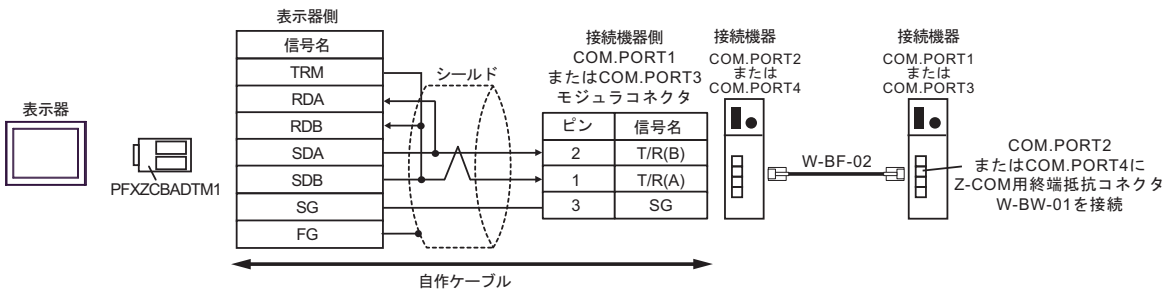 表示器
PFXZCBADTM1
表示器側
信号名
TRM
RDA
RDB
SDA
SDB
SG
FG
シールド
接続機器側
COM.PORT1
またはCOM.PORT3
モジュラコネクタ
ピン 信号名
2 T/R(B)
1 T/R(A)
3 SG
自作ケーブル
接続機器
COM.PORT2
または
COM.PORT4
W-BF-02
接続機器
COM.PORT1
または
COM.PORT3
COM.PORT2
またはCOM.PORT4に
Z-COM用終端抵抗コネクタ
W-BW-01を接続